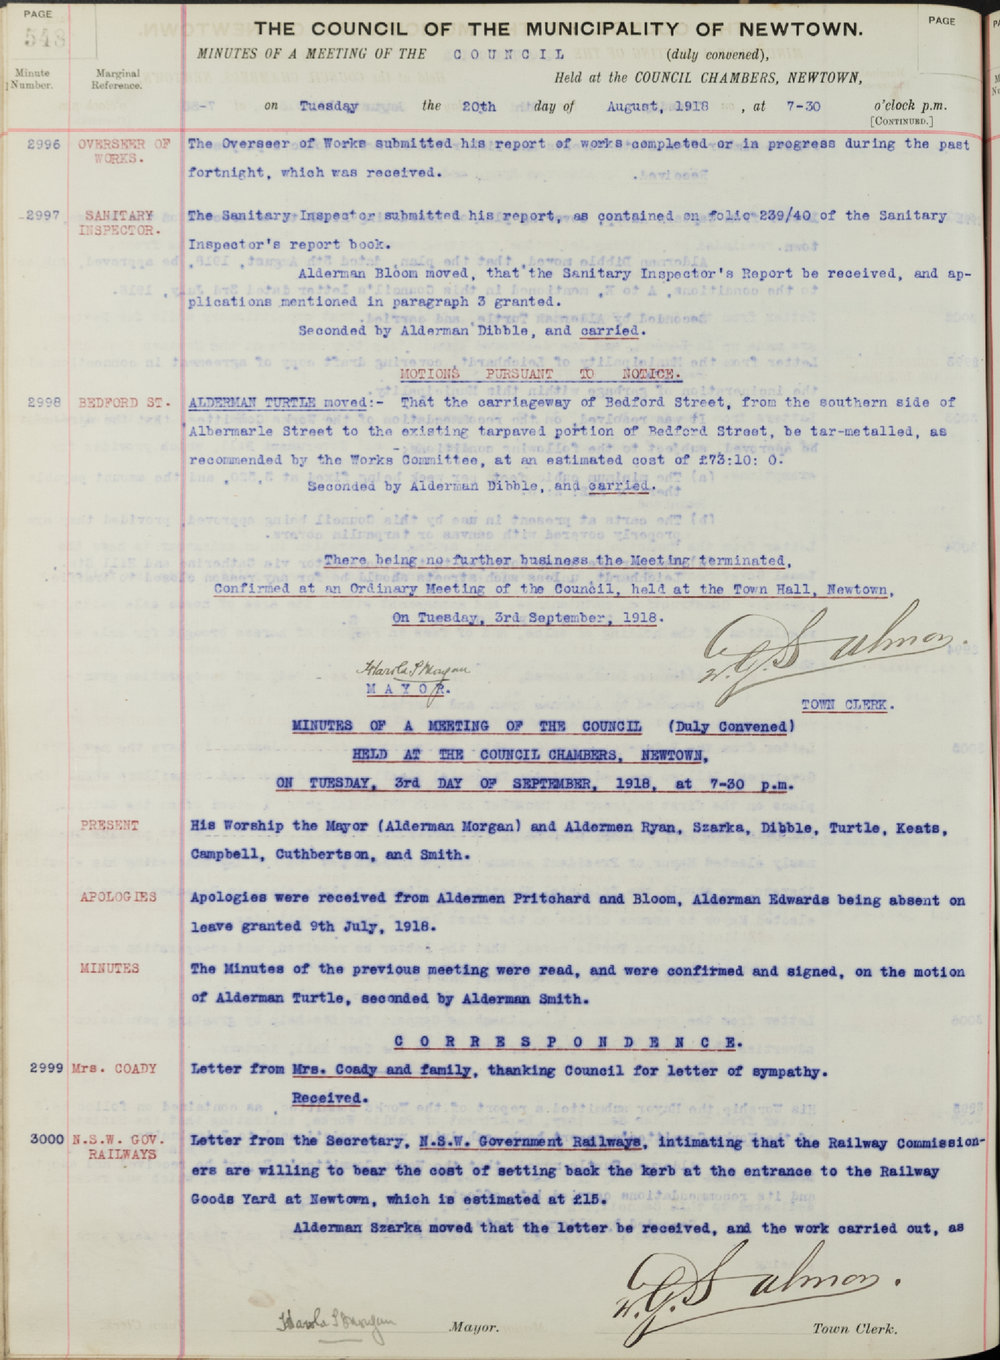 PAGE
548
THE COUNCIL OF THE MUNICIPALITY OF NEWTOWN.
PAGE
MINUTES OF A MEETING OF THE COUNCIL (duly convened),
Held at the COUNCIL CHAMBERS, NEWTOWN,
Minute Number.
Marginal Reference.
on Tuesday the 20th day of August, 1918, at 7-30 o'clock p.m.
[CONTINUED.]
2996 OVERSEER OF The Overseer of Works submitted his report of works completed or in progress during the past
WORKS. fortnight, which was received.
2997 SANITARY The Sanitary Inspector submitted his report, as contained on folio 239/40 of the Sanitary
INSPECTOR. Inspector's report book.
Alderman Bloom moved, that the Sanitary Inspector's Report be received, and ap-
plications mentioned in paragraph 3 granted.
Seconded by Alderman Dibble, and carried.
MOTIONS PURSUANT TO NOTICE.
2998 BEDFORD ST. ALDERMAN TURTLE moved:- That the carriageway of Bedford Street, from the southern side of
Albermarle Street to the existing tarpaved portion of Bedford Street, be tar-metalled, as
recommended by the Works Committee, at an estimated cost of £73:10: 0.
Seconded by Alderman Dibble, and carried.
There being no further business the Meeting terminated,
Confirmed at an Ordinary Meeting of the Council, held at the Town Hall, Newtown,
On Tuesday, 3rd September, 1918.
Harold S Morgan
W. G. Salmon.
MAYOR.
TOWN CLERK.
MINUTES OF A MEETING OF THE COUNCIL (Duly Convened)
HELD AT THE COUNCIL CHAMBERS, NEWTOWN,
ON TUESDAY, 3rd DAY OF SEPTEMBER, 1918, at 7-30 p.m.
PRESENT His Worship the Mayor (Alderman Morgan) and Aldermen Ryan, Szarka, Dibble, Turtle, Keats,
Campbell, Cuthbertson, and Smith.
APOLOGIES Apologies were received from Aldermen Pritchard and Bloom, Alderman Edwards being absent on
leave granted 9th July, 1918.
MINUTES The Minutes of the previous meeting were read, and were confirmed and signed, on the motion
of Alderman Turtle, seconded by Alderman Smith.
CORRESPONDENCE.
2999 Mrs. COADY Letter from Mrs. Coady and family, thanking Council for letter of sympathy.
Received.
3000 N.S.W. GOV. Letter from the Secretary, N.S.W. Government Railways, intimating that the Railway Commission-
RAILWAYS ers are willing to bear the cost of setting back the kerb at the entrance to the Railway
Goods Yard at Newtown, which is estimated at £15.
Alderman Szarka moved that the letter be received, and the work carried out, as
Harold S Morgan Mayor.
W. G. Salmon. Town Clerk.